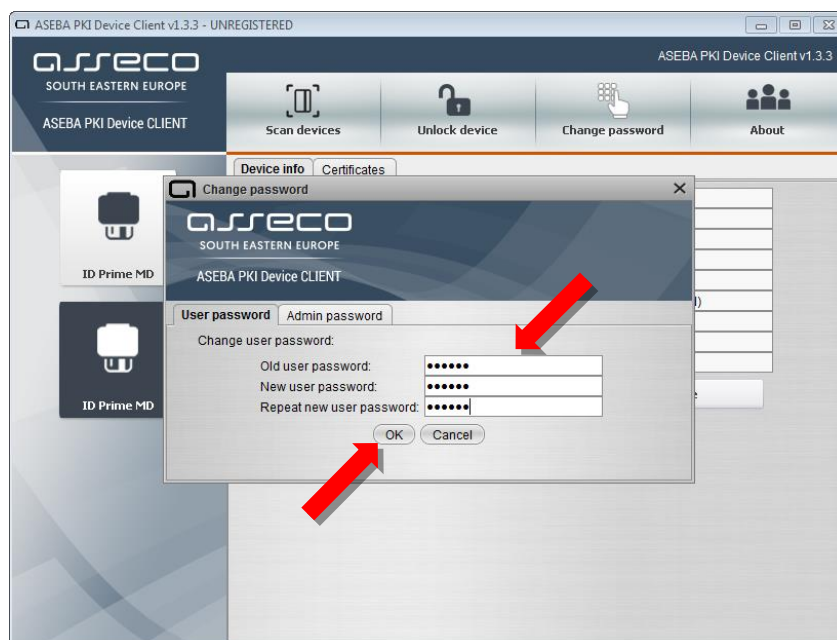 ASEBA PKI Device Client v1.3.3 - UNREGISTERED
asseco
SOUTH EASTERN EUROPE
ASEBA PKI Device CLIENT
ASEBA PKI Device Client v1.3.3
Scan devices
Unlock device
Change password
About
Device info
Certificates
ID Prime MD
ID Prime MD
Change password
asseco
SOUTH EASTERN EUROPE
ASEBA PKI Device CLIENT
User password
Admin password
Change user password:
Old user password: ••••••
New user password: ••••••
Repeat new user password: ••••••
OK
Cancel